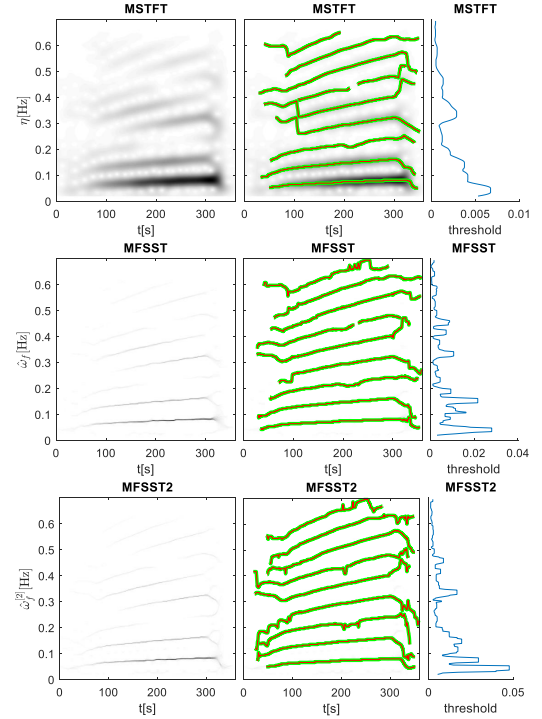 MSTFT MSTFT MSTFT
0.6
0.5
0.4
0.3
0.2
0.1
0
η[Hz]
0 100 200 300
t[s]
100 200 300
t[s]
0 0.005 0.01
threshold
MFSST MFSST MFSST
0.6
0.5
0.4
0.3
0.2
0.1
0
ω̂_f[Hz]
0 100 200 300
t[s]
100 200 300
t[s]
0 0.02 0.04
threshold
MFSST2 MFSST2 MFSST2
0.6
0.5
0.4
0.3
0.2
0.1
0
ω̂_f^[2][Hz]
0 100 200 300
t[s]
100 200 300
t[s]
0 0.05
threshold